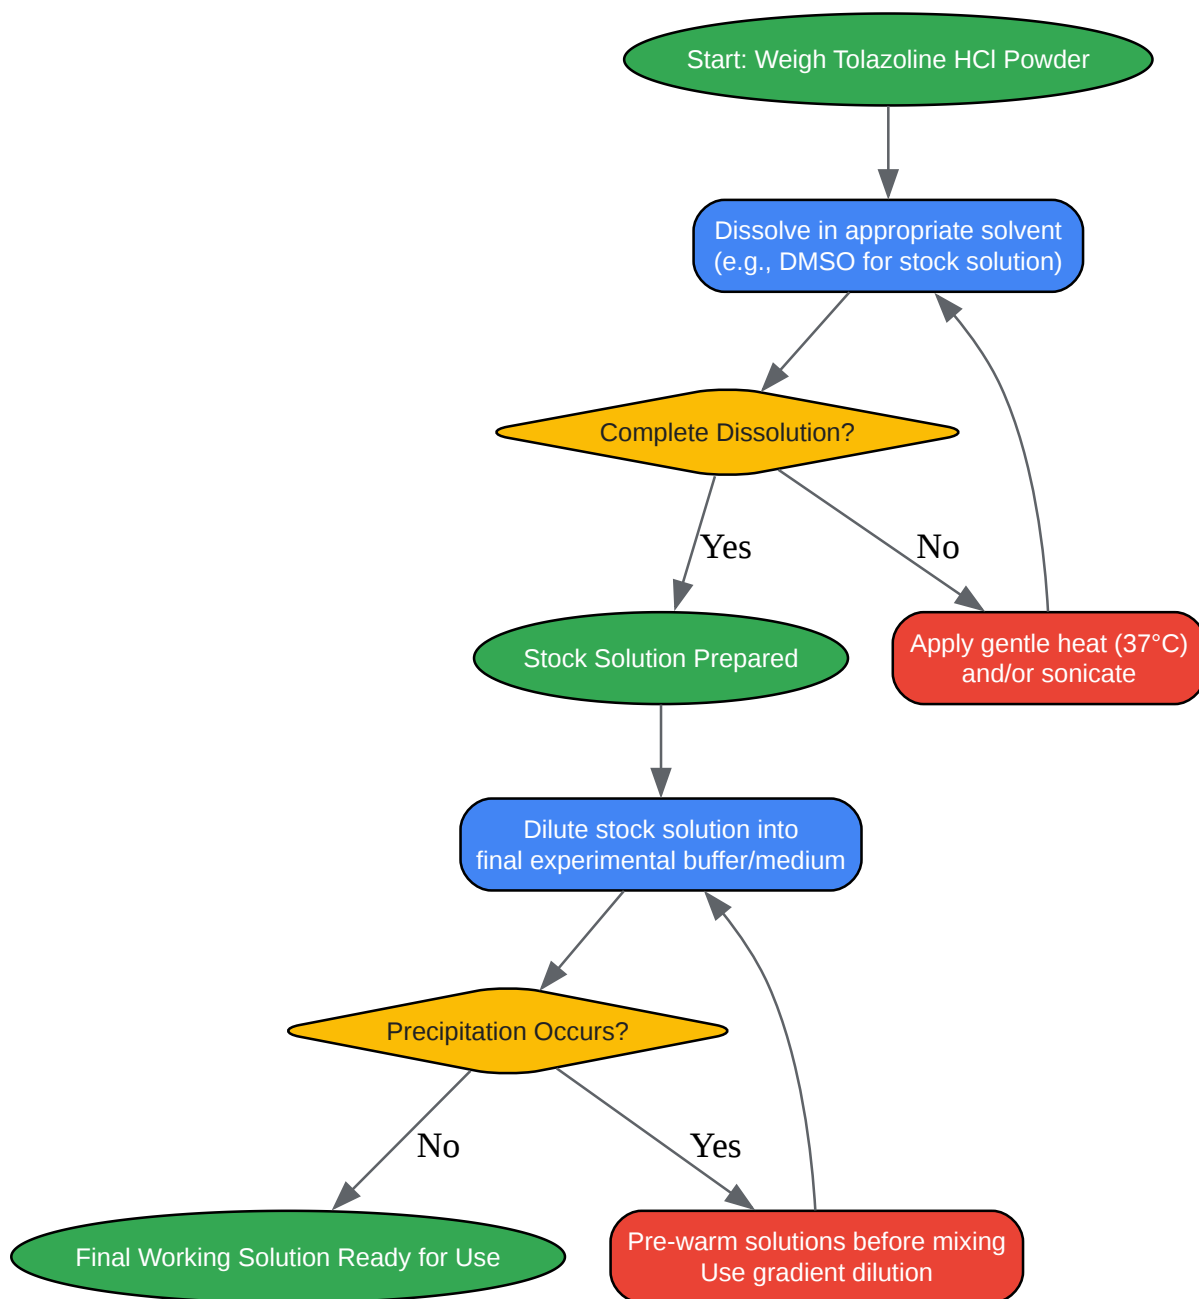 Start: Weigh Tolazoline HCl Powder
Dissolve in appropriate solvent
(e.g., DMSO for stock solution)
Complete Dissolution?
Yes
No
Stock Solution Prepared
Apply gentle heat (37°C)
and/or sonicate
Dilute stock solution into
final experimental buffer/medium
Precipitation Occurs?
No
Yes
Final Working Solution Ready for Use
Pre-warm solutions before mixing
Use gradient dilution